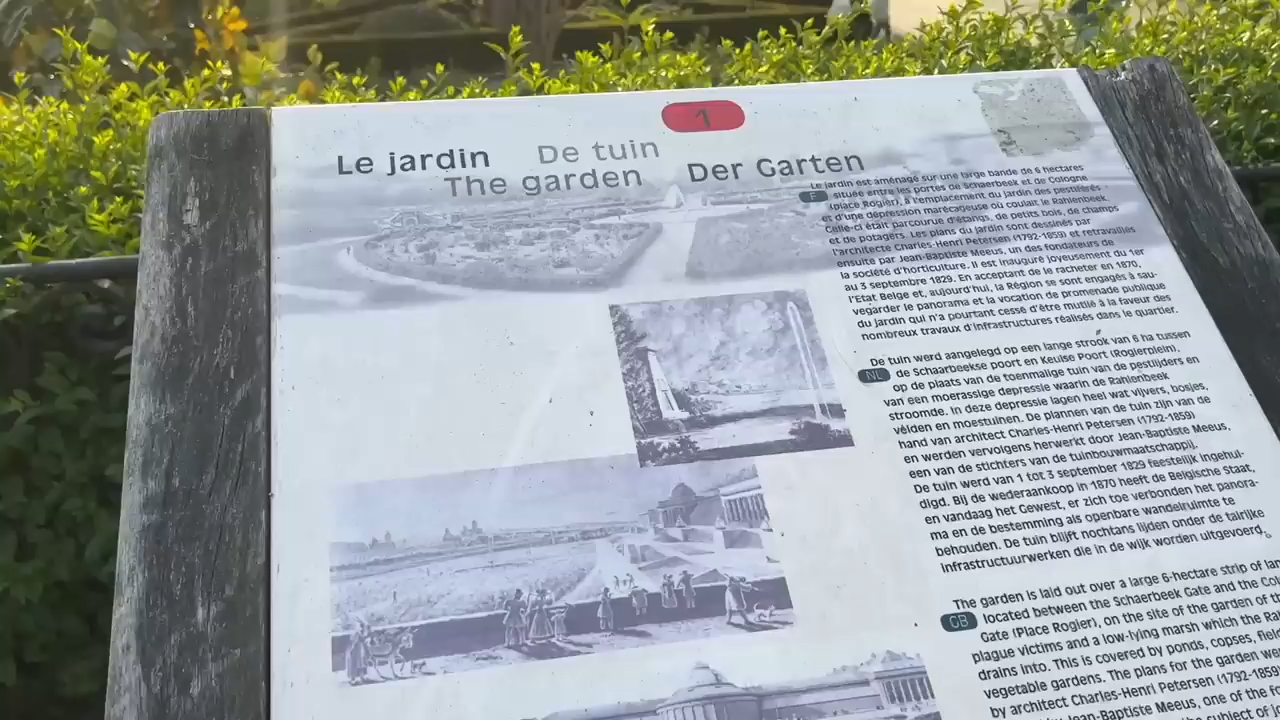 1
Le jardin De tuin
The garden Der Garten
F
Le jardin est aménagé sur une large bande de 6 hectares
située entre les portes de Schaerbeek et de Cologne
(place Rogier), à l'emplacement du jardin des pestiférés
et d'une dépression marécageuse où coulait le Rahlenbeek.
Celle-ci était parcourue d'étangs, de petits bois, de champs
et de potagers. Les plans du jardin sont dessinés par
l'architecte Charles-Henri Petersen (1792-1859) et retravaillés
ensuite par Jean-Baptiste Meeus, un des fondateurs de
la société d'horticulture. Il est inauguré joyeusement du 1er
au 3 septembre 1829. En acceptant de le racheter en 1870,
l'Etat Belge et, aujourd'hui, la Région se sont engagés à sau-
vegarder le panorama et la vocation de promenade publique
du jardin qui n'a pourtant cessé d'être mutilé à la faveur des
nombreux travaux d'infrastructures réalisés dans le quartier.
NL
De tuin werd aangelegd op een lange strook van 6 ha tussen
de Schaarbeekse poort en Keulse Poort (Rogierplein),
op de plaats van de toenmalige tuin van de pestlijders en
van een moerassige depressie waarin de Rahlenbeek
stroomde. In deze depressie lagen heel wat vijvers, bosjes,
velden en moestuinen. De plannen van de tuin zijn van de
hand van architect Charles-Henri Petersen (1792-1859)
en werden vervolgens herwerkt door Jean-Baptiste Meeus,
een van de stichters van de tuinbouwmaatschappij.
De tuin werd van 1 tot 3 september 1829 feestelijk ingehul-
digd. Bij de wederaankoop in 1870 heeft de Belgische Staat,
en vandaag het Gewest, er zich toe verbonden het panora-
ma en de bestemming als openbare wandelruimte te
behouden. De tuin blijft nochtans lijden onder de talrijke
infrastructuurwerken die in de wijk worden uitgevoerd.
GB
The garden is laid out over a large 6-hectare strip of
located between the Schaerbeek Gate and the
Gate (Place Rogier), on the site of the garden of
plague victims and a low-lying marsh which the
drains into. This is covered by ponds, copses,
vegetable gardens. The plans for the garden
by architect Charles-Henri Petersen (1792-1859
Jean-Baptiste Meeus, one of the